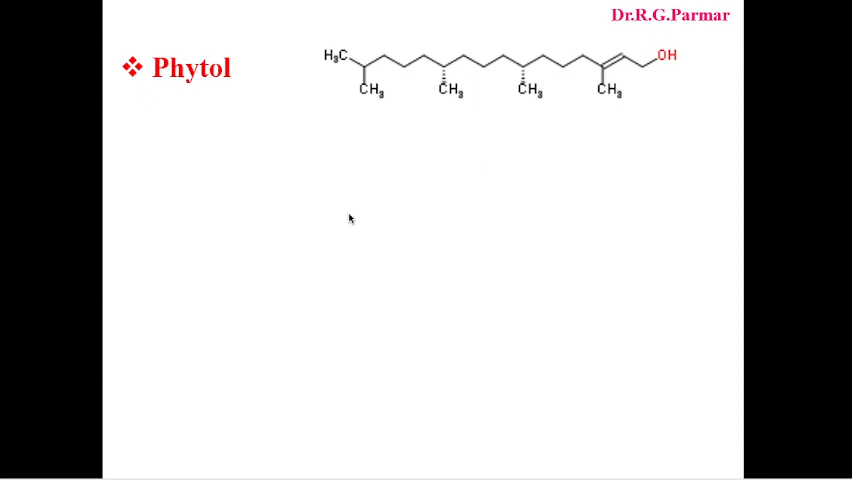 Dr.R.G.Parmar
❖ Phytol
H₃C OH
CH₃ CH₃ CH₃ CH₃